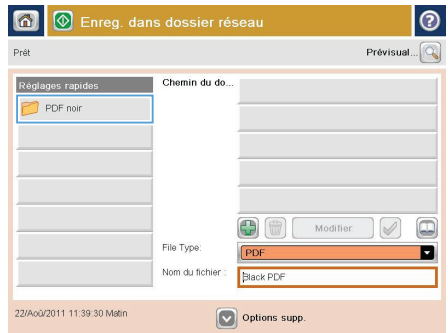 Enreg. dans dossier réseau
Prêt
Prévisual...
Réglages rapides
PDF noir
Chemin du do...
Modifier
File Type:
PDF
Nom du fichier :
Black PDF
22/Aoû/2011 11:39:30 Matin
Options supp.